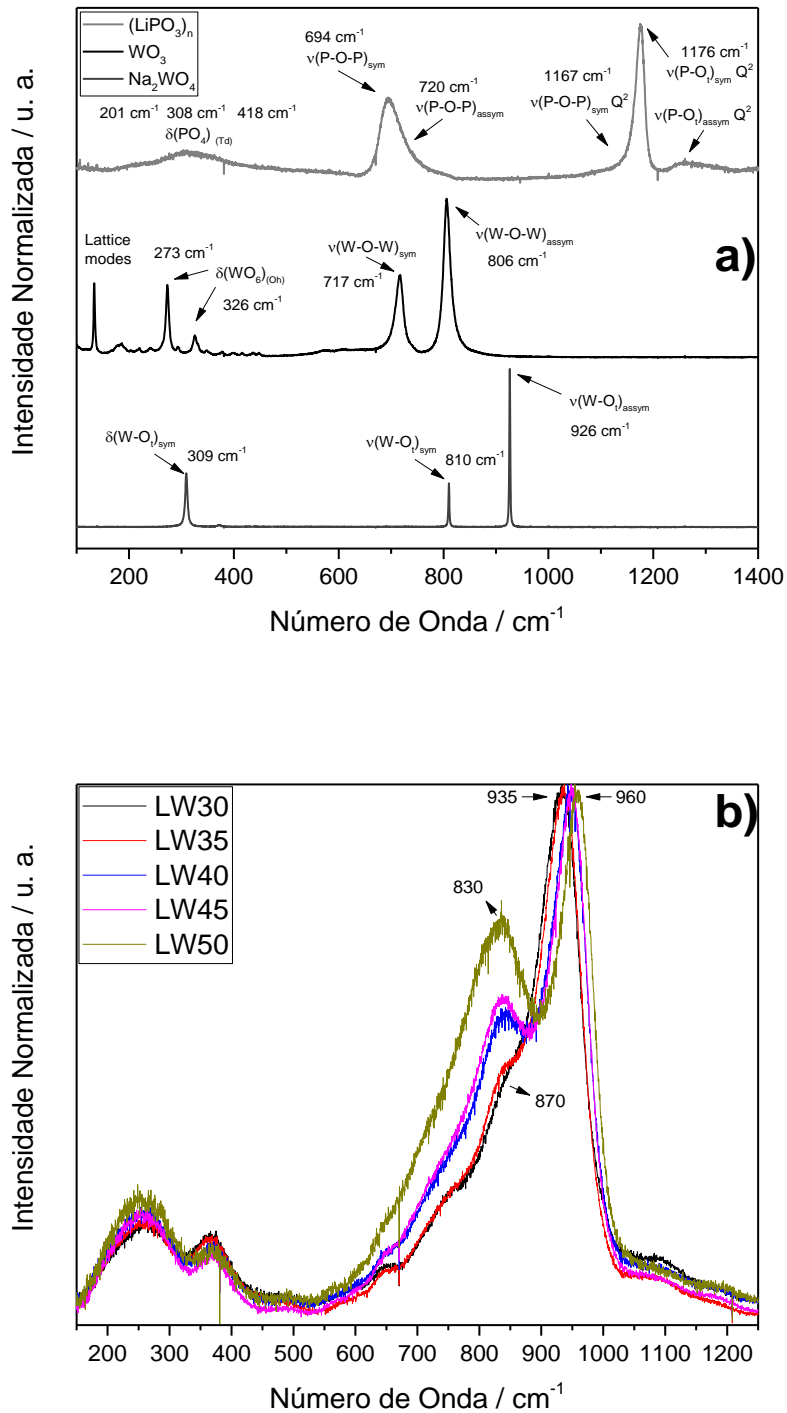 (LiPO₃)ₙ
WO₃
Na₂WO₄
694 cm⁻¹
ν(P-O-P)sym
720 cm⁻¹
ν(P-O-P)assym
1167 cm⁻¹
ν(P-O-P)sym Q²
1176 cm⁻¹
ν(P-Oₜ)sym Q²
ν(P-Oₜ)assym Q²
201 cm⁻¹ 308 cm⁻¹ 418 cm⁻¹
δ(PO₄) (Td)
Lattice
modes
273 cm⁻¹
δ(WO₆)(Oh)
326 cm⁻¹
ν(W-O-W)sym
717 cm⁻¹
ν(W-O-W)assym
806 cm⁻¹
a)
δ(W-Oₜ)sym
309 cm⁻¹
ν(W-Oₜ)sym
810 cm⁻¹
ν(W-Oₜ)assym
926 cm⁻¹
Intensidade Normalizada / u. a.
200 400 600 800 1000 1200 1400
Número de Onda / cm⁻¹
LW30
LW35
LW40
LW45
LW50
935
960
b)
830
870
Intensidade Normalizada / u. a.
200 300 400 500 600 700 800 900 1000 1100 1200
Número de Onda / cm⁻¹